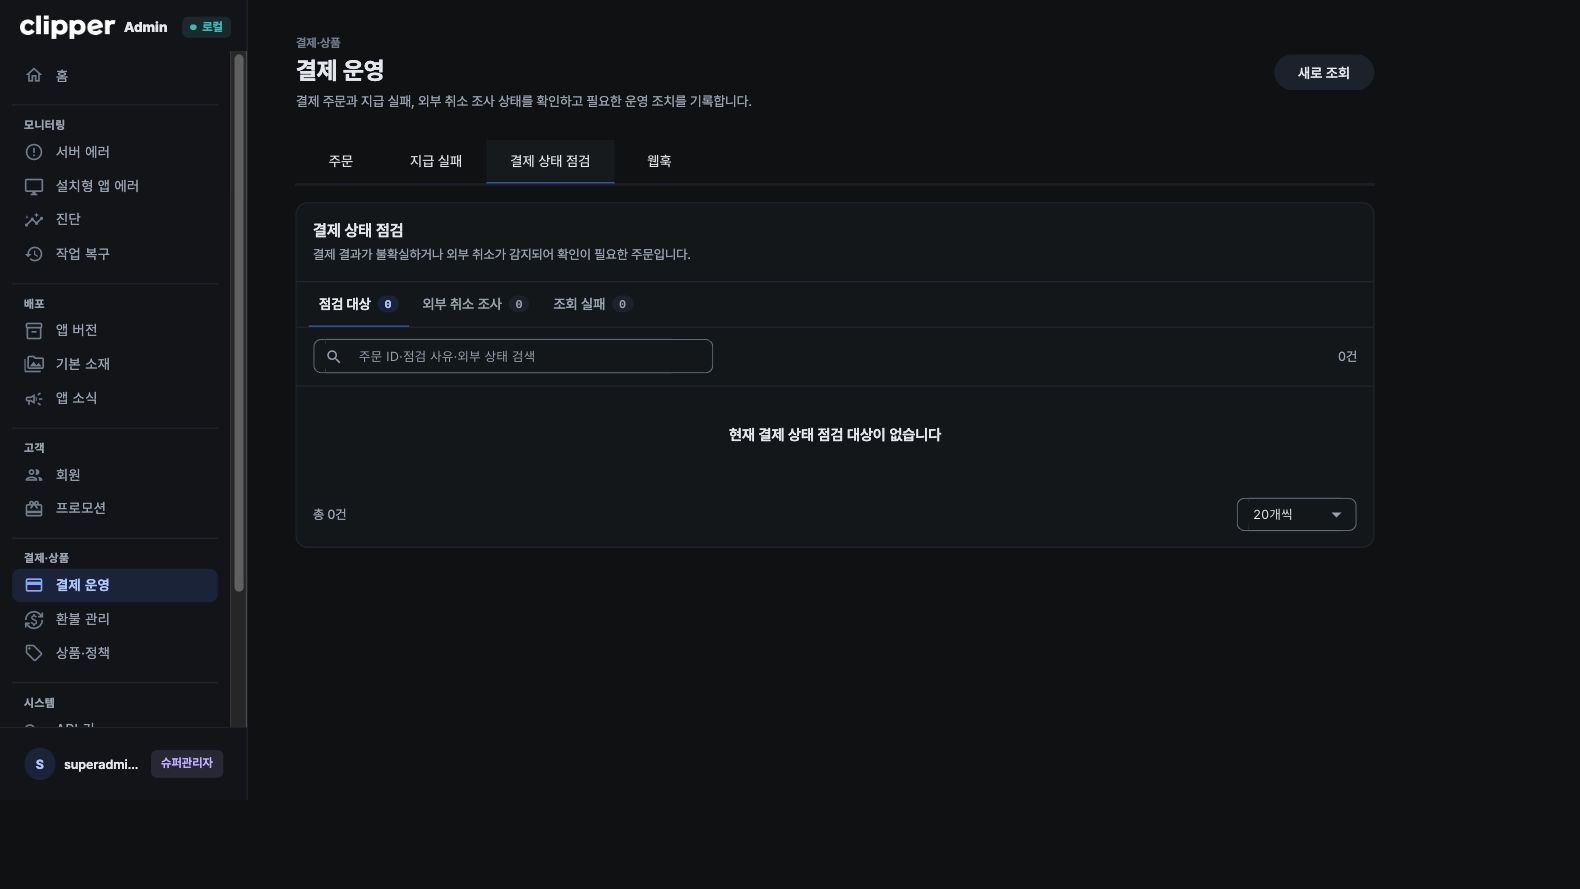 clipper Admin 로컬
홈
모니터링
서버 에러
설치형 앱 에러
진단
작업 복구
배포
앱 버전
기본 소재
앱 소식
고객
회원
프로모션
결제·상품
결제 운영
환불 관리
상품·정책
시스템
S superadmi... 슈퍼관리자
결제·상품
결제 운영
결제 주문과 지급 실패, 외부 취소 조사 상태를 확인하고 필요한 운영 조치를 기록합니다.
새로 조회
주문 지급 실패 결제 상태 점검 웹훅
결제 상태 점검
결제 결과가 불확실하거나 외부 취소가 감지되어 확인이 필요한 주문입니다.
점검 대상 0 외부 취소 조사 0 조회 실패 0
주문 ID·점검 사유·외부 상태 검색 0건
현재 결제 상태 점검 대상이 없습니다
총 0건 20개씩